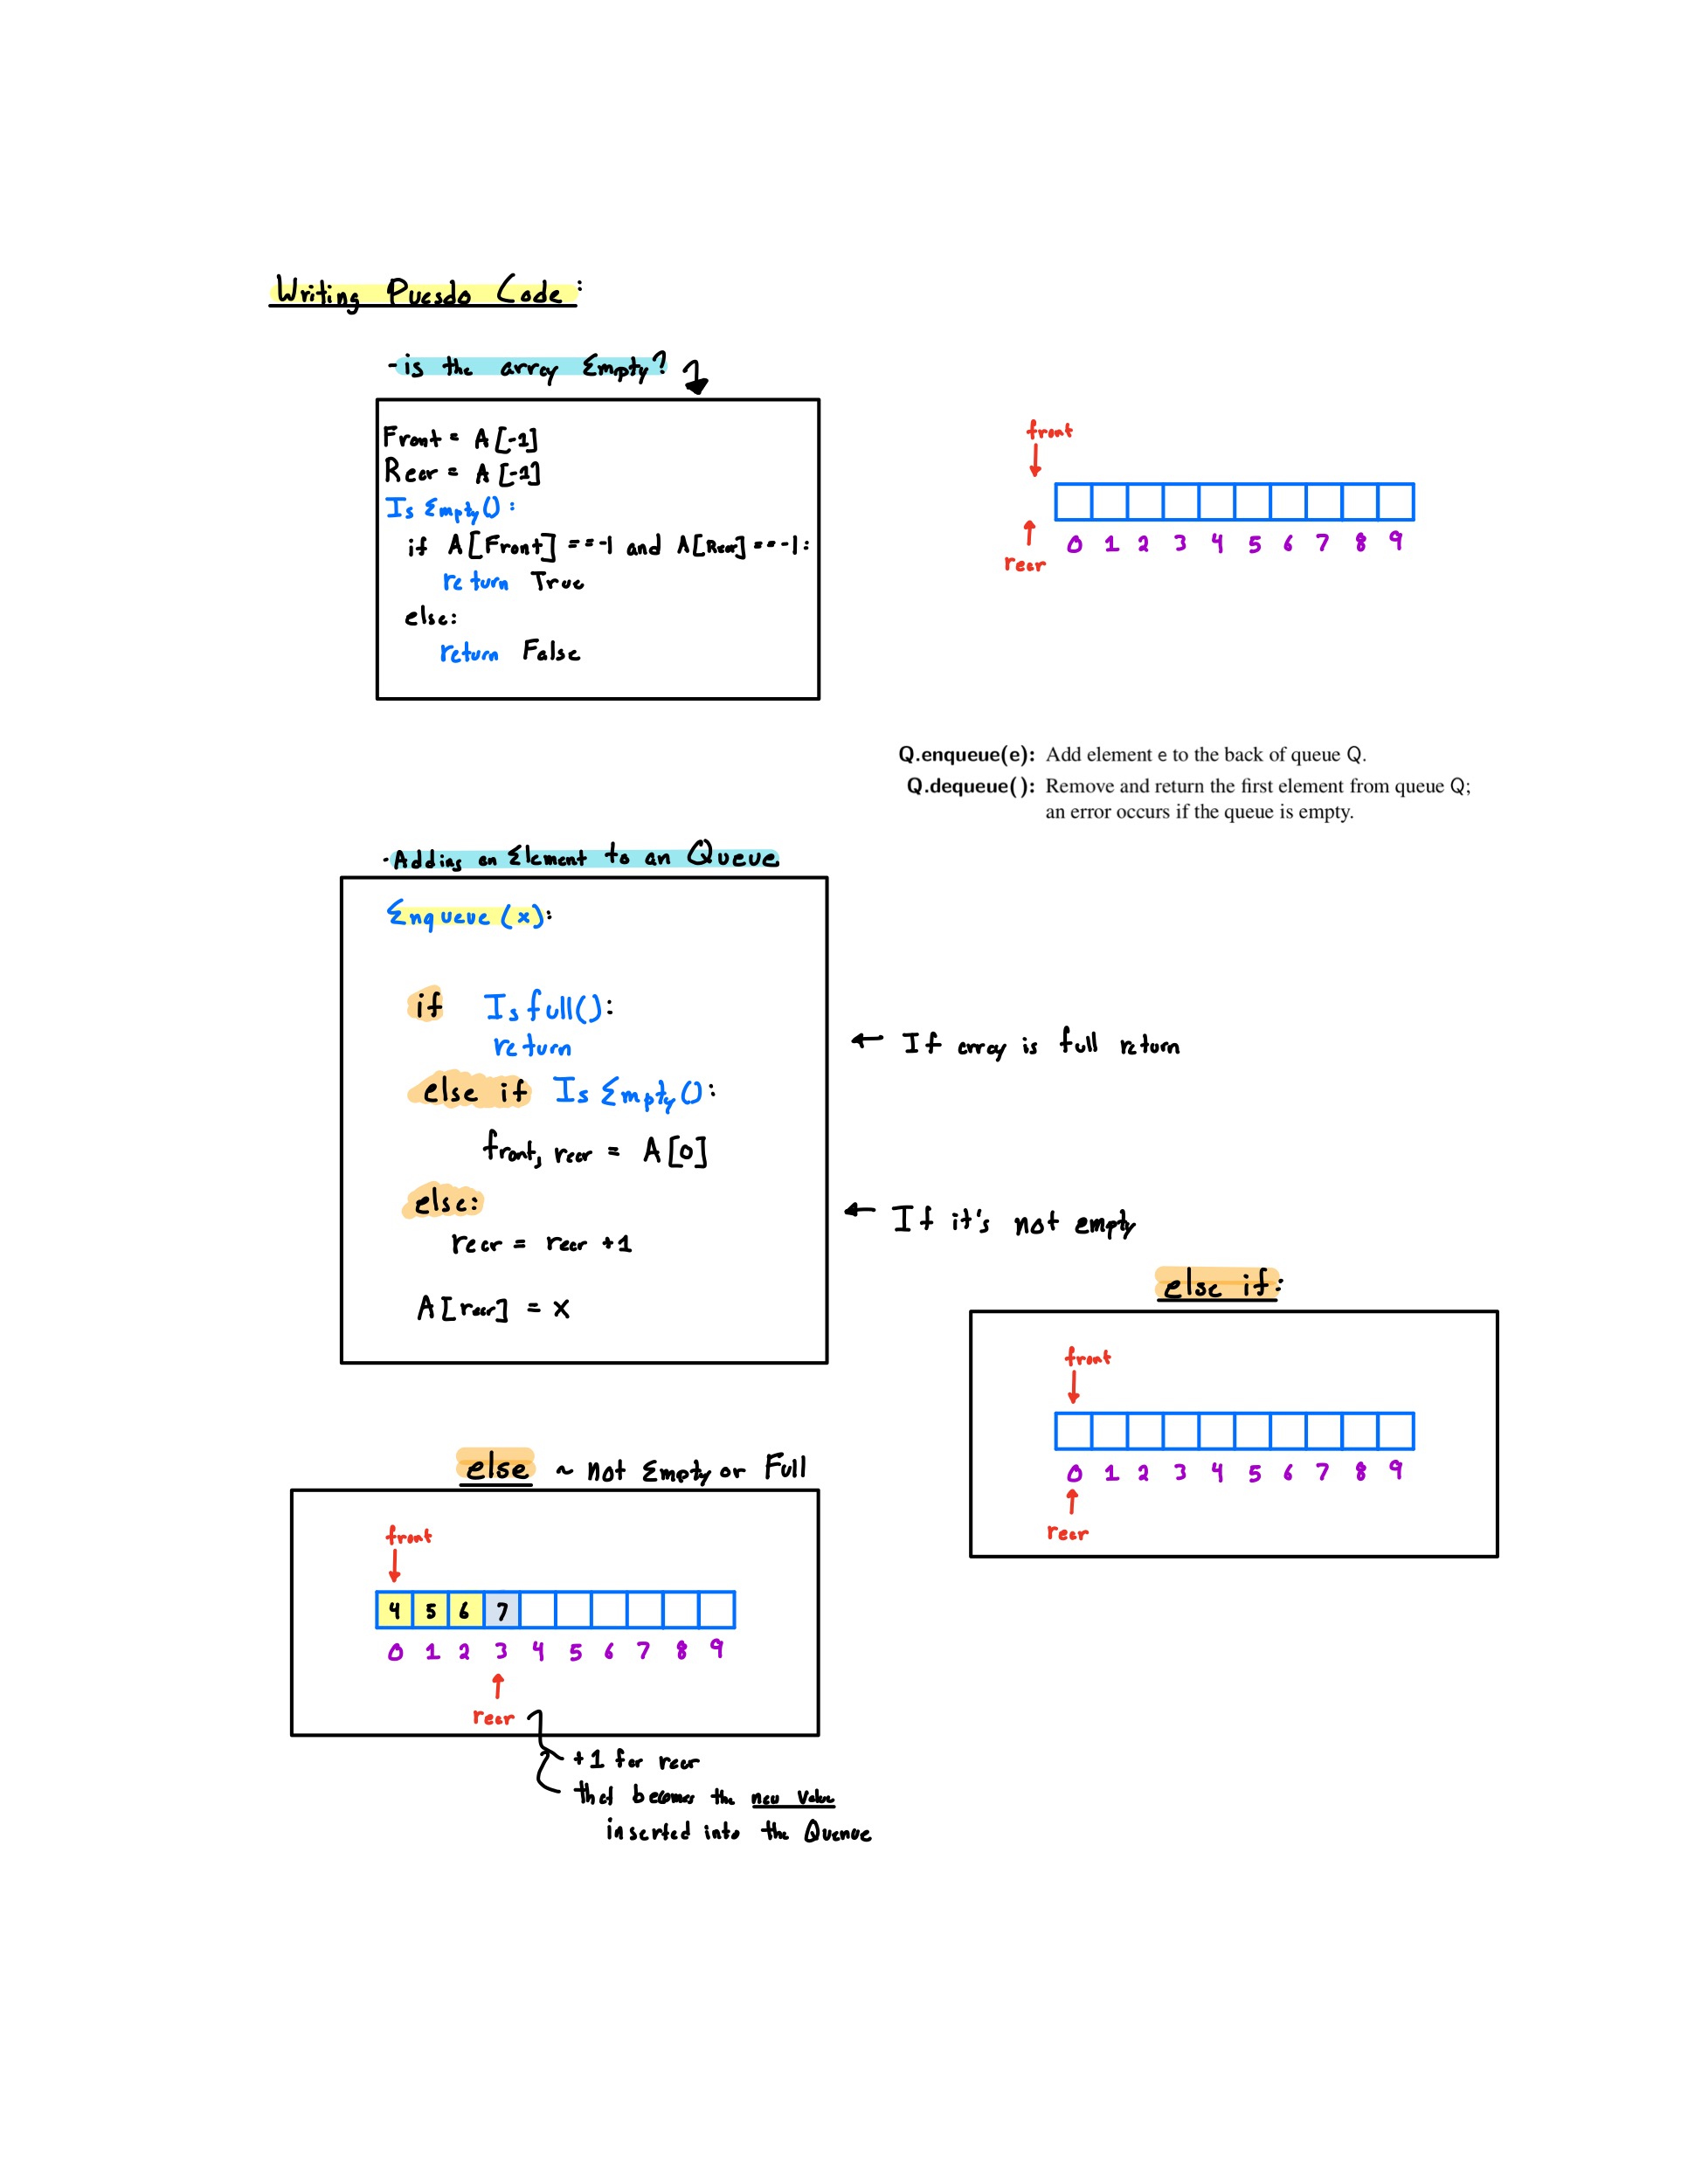 Writing Puesdo Code:
- is the array Empty?
Front = A[-1]
Rear = A[-1]
Is Empty():
if A[Front] == -1 and A[Rear] == -1:
return True
else:
return False
front
0 1 2 3 4 5 6 7 8 9
rear
Q.enqueue(e): Add element e to the back of queue Q.
Q.dequeue(): Remove and return the first element from queue Q;
an error occurs if the queue is empty.
- Adding an Element to an Queue
Enqueue (x):
if Is full():
return
← If array is full return
else if Is Empty():
front, rear = A[0]
else:
← If it's not empty
rear = rear +1
A[rear] = x
else if:
front
0 1 2 3 4 5 6 7 8 9
rear
else ~ not Empty or Full
front
4 5 6 7
0 1 2 3 4 5 6 7 8 9
rear
+1 for rear
that becomes the new value
inserted into the Quenue